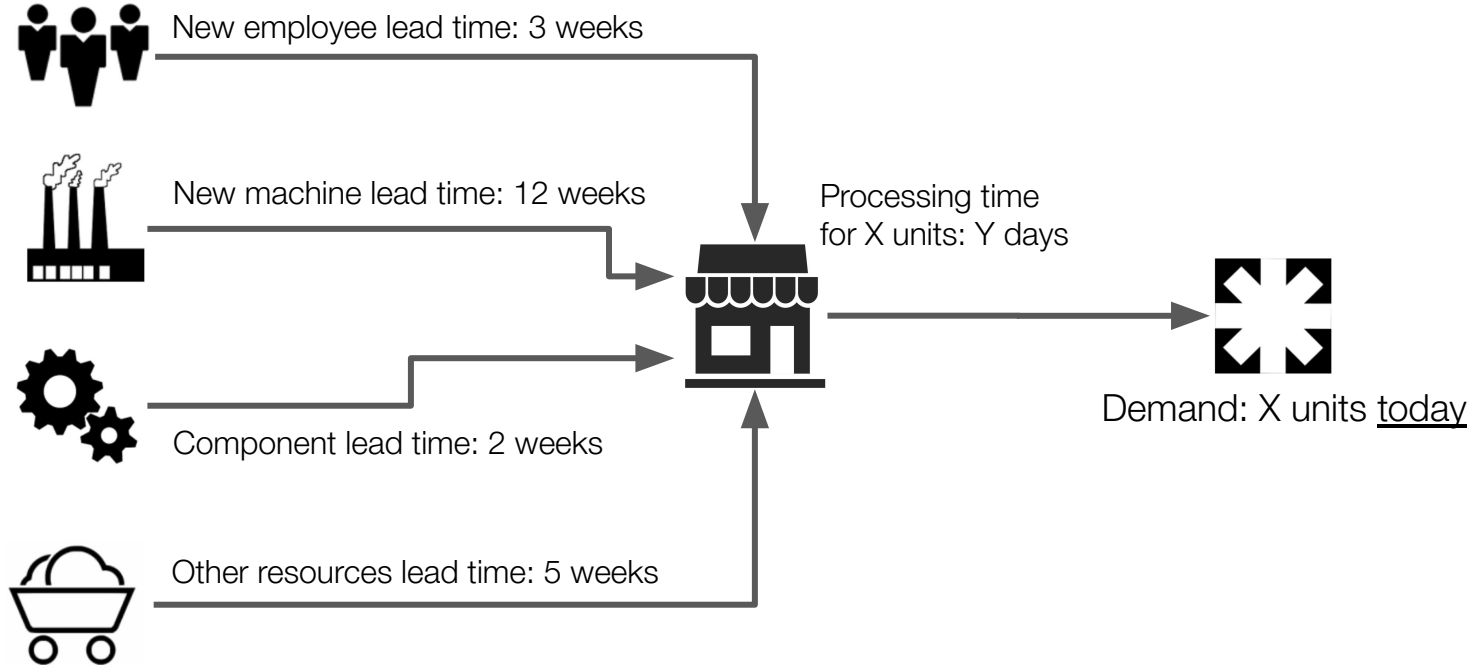 New employee lead time: 3 weeks
New machine lead time: 12 weeks
Processing time
for X units: Y days
Demand: X units today
Component lead time: 2 weeks
Other resources lead time: 5 weeks